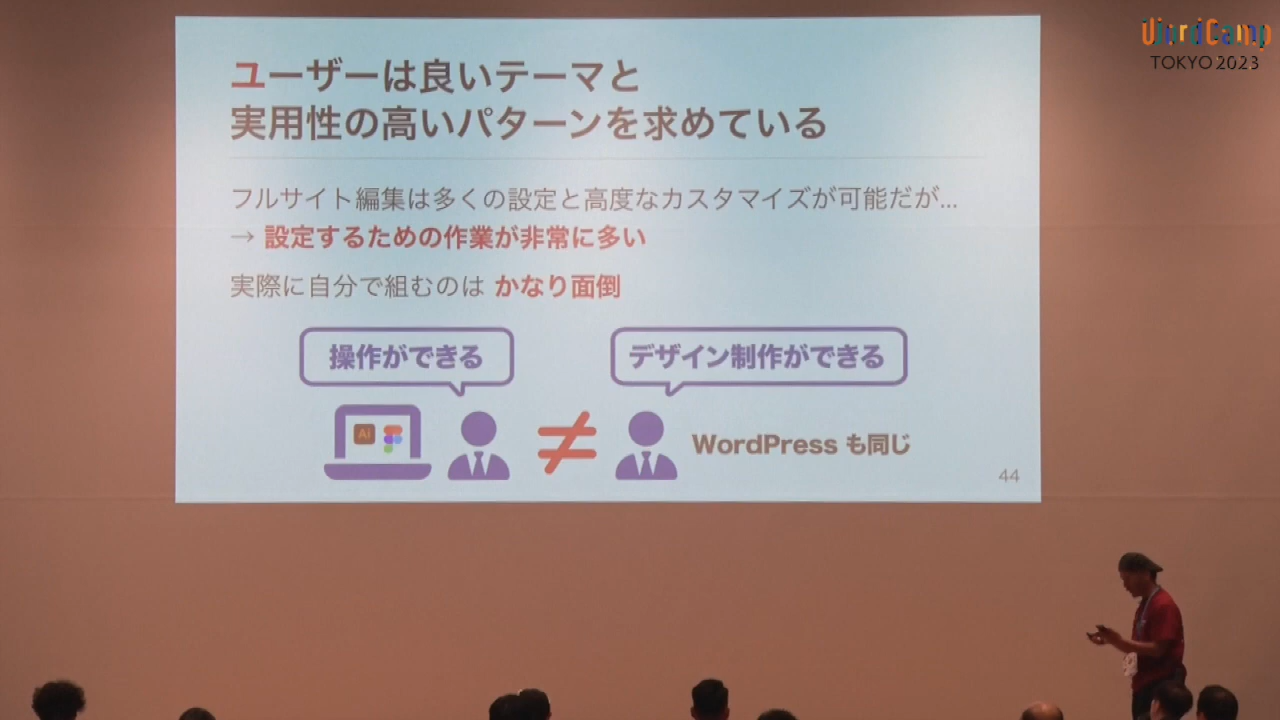 WordCamp
TOKYO 2023
ユーザーは良いテーマと
実用性の高いパターンを求めている
フルサイト編集は多くの設定と高度なカスタマイズが可能だが...
→ 設定するための作業が非常に多い
実際に自分で組むのは かなり面倒
操作ができる
デザイン制作ができる
Ai
≠
WordPress も同じ
44